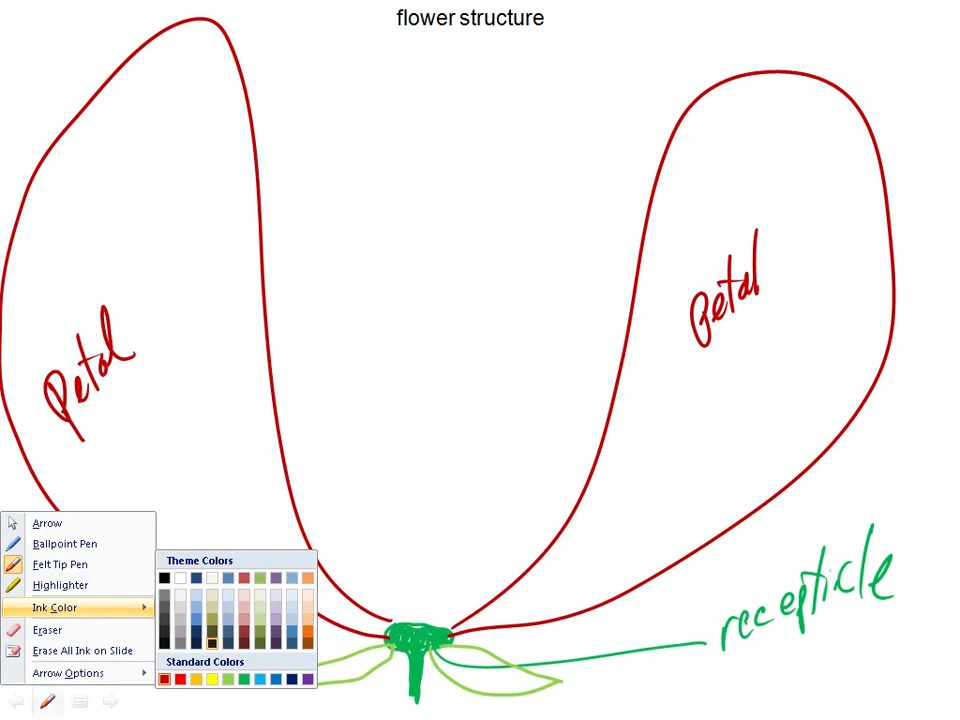 flower structure
Petal
Petal
recepticle
Arrow
Ballpoint Pen
Felt Tip Pen
Highlighter
Ink Color
Eraser
Erase All Ink on Slide
Arrow Options
Theme Colors
Standard Colors